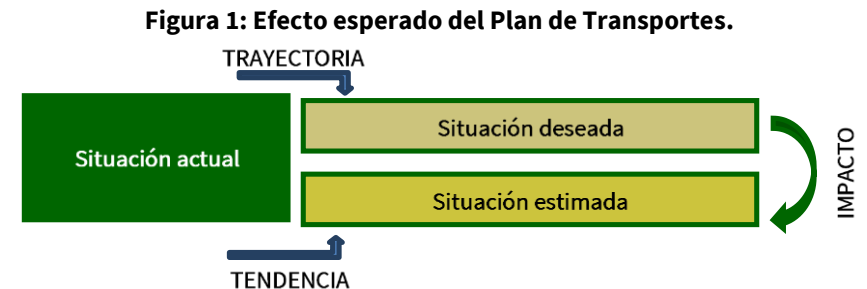 Figura 1: Efecto esperado del Plan de Transportes.
TRAYECTORIA
Situación actual
Situación deseada
Situación estimada
IMPACTO
TENDENCIA